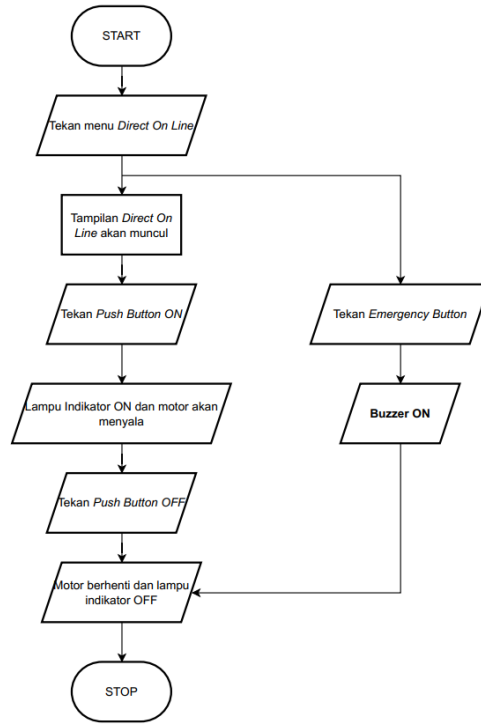 START
Tekan menu Direct On Line
Tampilan Direct On
Line akan muncul
Tekan Push Button ON
Tekan Emergency Button
Lampu Indikator ON dan motor akan
menyala
Buzzer ON
Tekan Push Button OFF
Motor berhenti dan lampu
indikator OFF
STOP